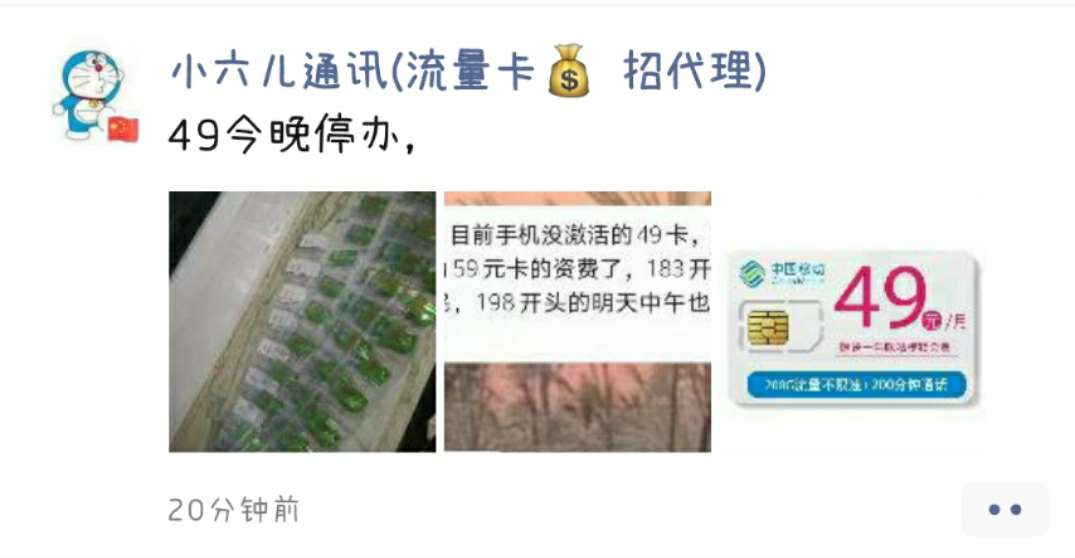 小六儿通讯(流量卡💰 招代理)
49今晚停办，
目前手机没激活的49卡，
59元卡的资费了，183开
，198开头的明天中午也
中国移动
49元/月
200G流量不限速+200分钟通话
20分钟前